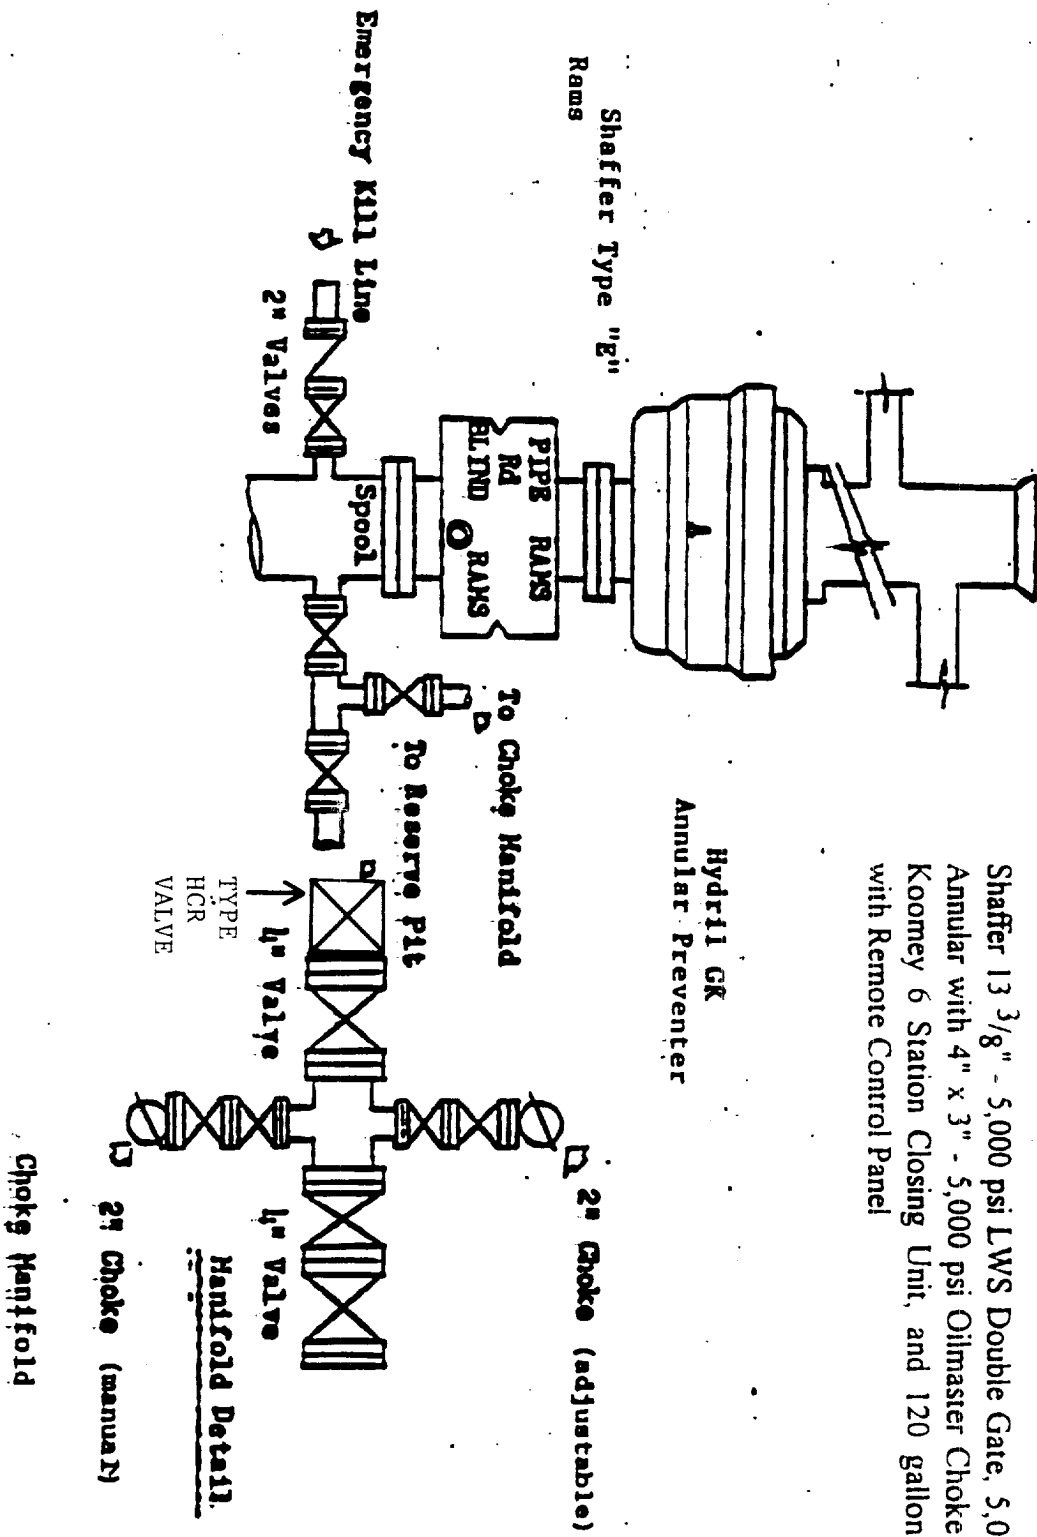 Shaffer 13 3/8" - 5,000 psi LWS Double Gate, 5,0
Annular with 4" x 3" - 5,000 psi Oilmaster Choke
Koomey 6 Station Closing Unit, and 120 gallon
with Remote Control Panel
Hydril GK
Annular Preventer
Shaffer Type "E"
Rams
PIPE RAMS
Rd
BLIND RAMS
To Choke Manifold
To Reserve Pit
Spool
Emergency Kill Line
2" Valves
TYPE
HCR
VALVE
4" Valve
2" Choke (adjustable)
4" Valve
Manifold Detail
2" Choke (manual)
Choke Manifold